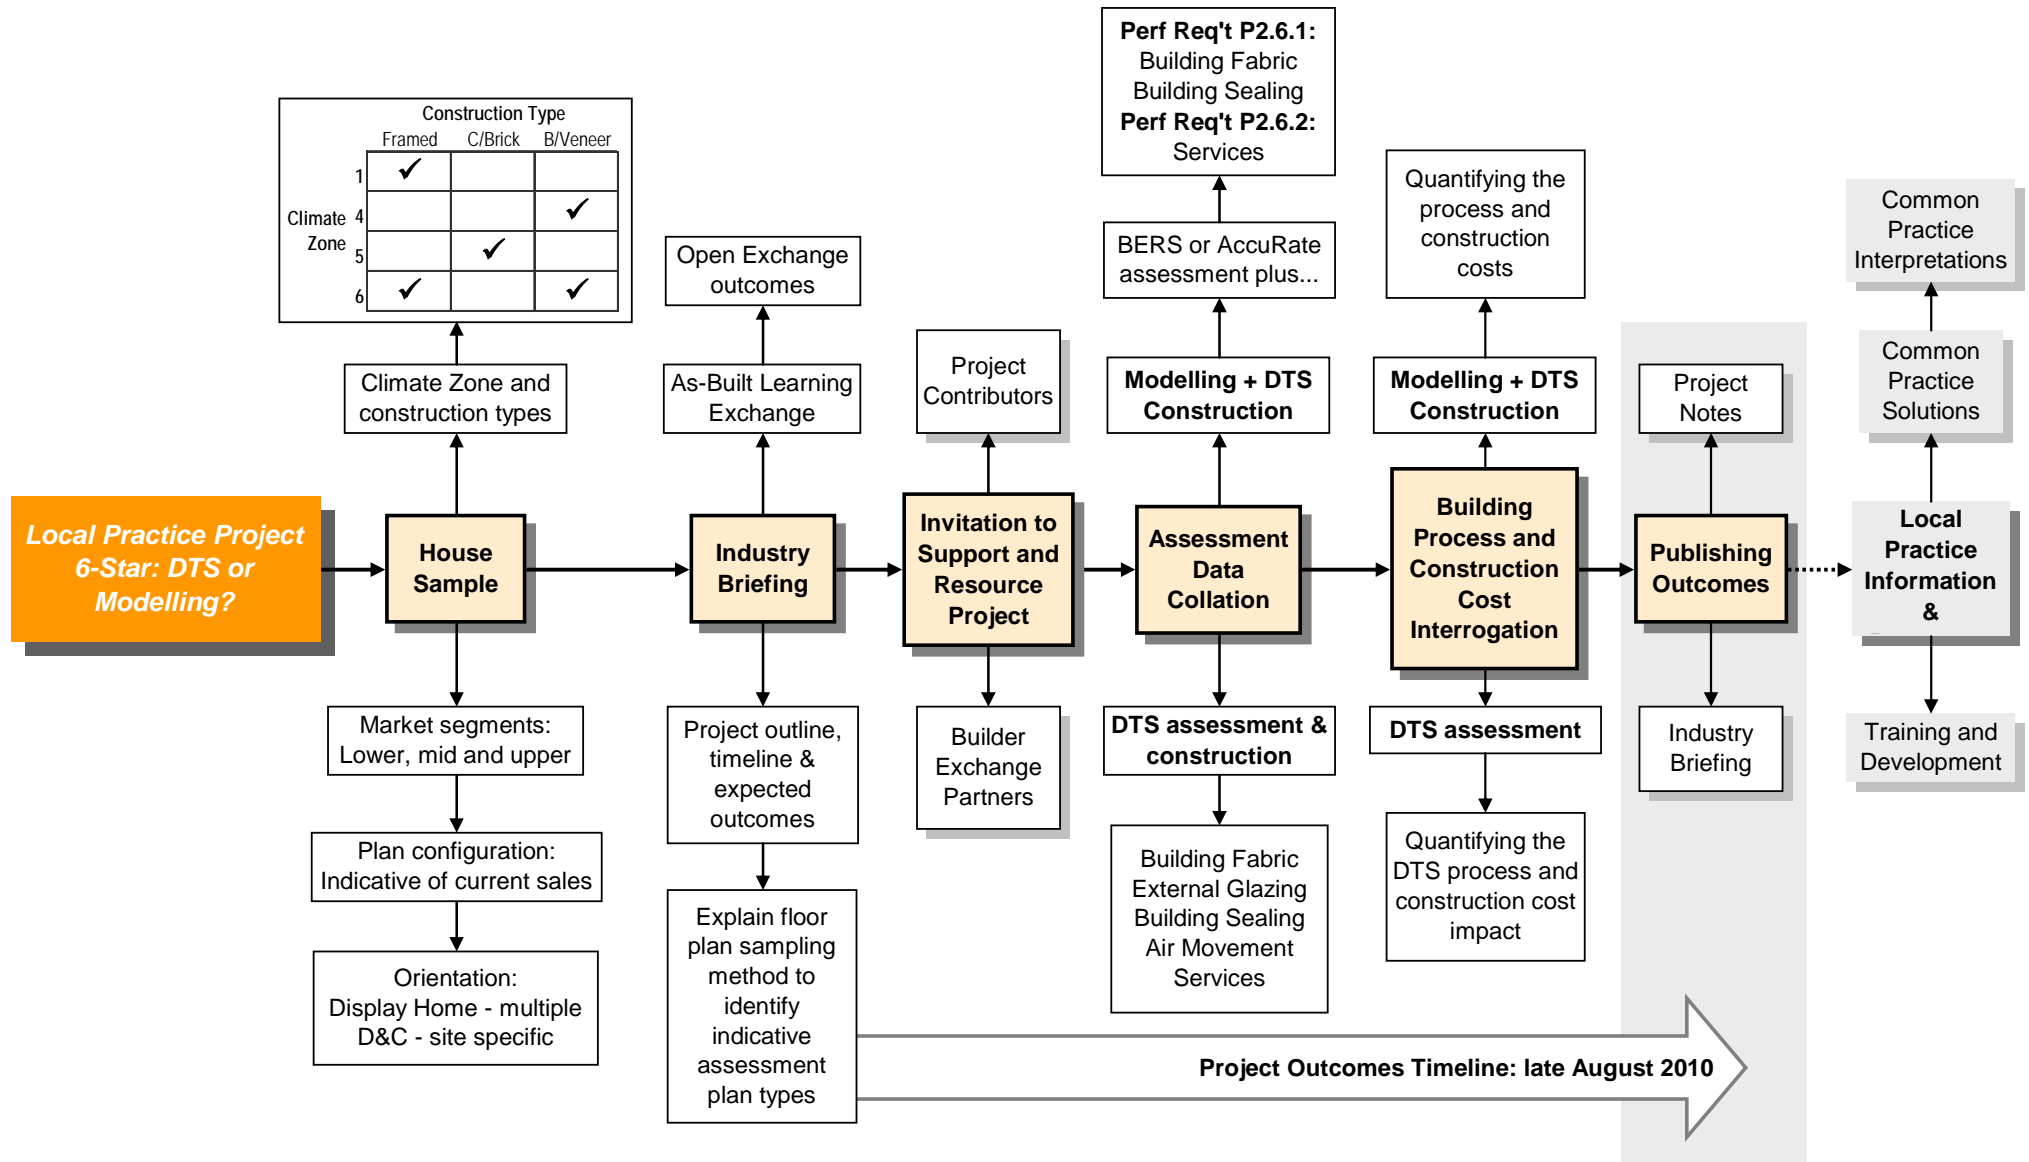 Local Practice Project
6-Star: DTS or
Modelling?
Construction Type
Framed C/Brick B/Veneer
1 ✓
Climate 4 ✓
Zone
5 ✓
6 ✓ ✓
Climate Zone and
construction types
House
Sample
Market segments:
Lower, mid and upper
Plan configuration:
Indicative of current sales
Orientation:
Display Home - multiple
D&C - site specific
Open Exchange
outcomes
As-Built Learning
Exchange
Industry
Briefing
Project outline,
timeline &
expected
outcomes
Explain floor
plan sampling
method to
identify
indicative
assessment
plan types
Project
Contributors
Invitation to
Support and
Resource
Project
Builder
Exchange
Partners
Perf Req't P2.6.1:
Building Fabric
Building Sealing
Perf Req't P2.6.2:
Services
BERS or AccuRate
assessment plus...
Modelling + DTS
Construction
Assessment
Data
Collation
DTS assessment &
construction
Building Fabric
External Glazing
Building Sealing
Air Movement
Services
Quantifying the
process and
construction
costs
Modelling + DTS
Construction
Building
Process and
Construction
Cost
Interrogation
DTS assessment
Quantifying the
DTS process and
construction cost
impact
Project
Notes
Publishing
Outcomes
Industry
Briefing
Common
Practice
Interpretations
Common
Practice
Solutions
Local
Practice
Information
&
Training and
Development
Project Outcomes Timeline: late August 2010